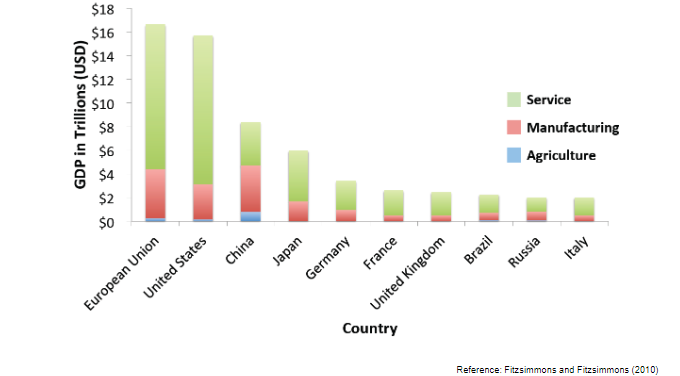 $18
$16
$14
$12
$10
$8
$6
$4
$2
$0
GDP in Trillions (USD)
Service
Manufacturing
Agriculture
European Union
United States
China
Japan
Germany
France
United Kingdom
Brazil
Russia
Italy
Country
Reference: Fitzsimmons and Fitzsimmons (2010)